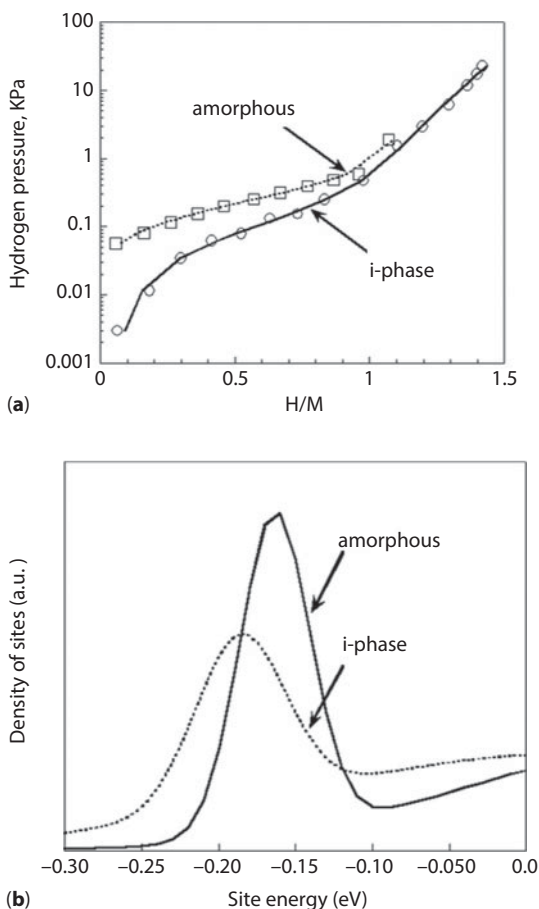 100
10
1
0.1
0.01
0.001
Hydrogen pressure, KPa
amorphous
i-phase
0 0.5 1 1.5
H/M
(a)
Density of sites (a.u.)
amorphous
i-phase
−0.30 −0.25 −0.20 −0.15 −0.10 −0.050 0.0
Site energy (eV)
(b)